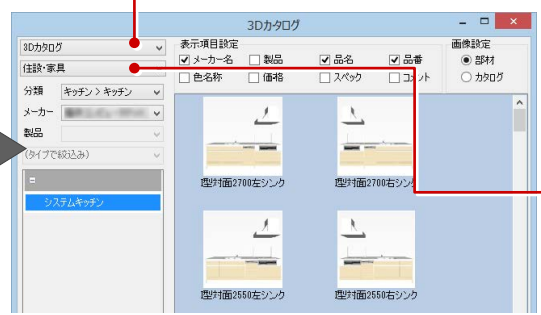 3Dカタログ
3Dカタログ
住設・家具
分類 キッチン > キッチン
メーカー
製品
(タイプで絞込み)
システムキッチン
表示項目設定
メーカー名 製品 品名 品番
色名称 価格 スペック コメント
画像設定
部材
カタログ
I型対面2700左シンク I型対面2700右シンク
I型対面2550左シンク I型対面2550右シンク